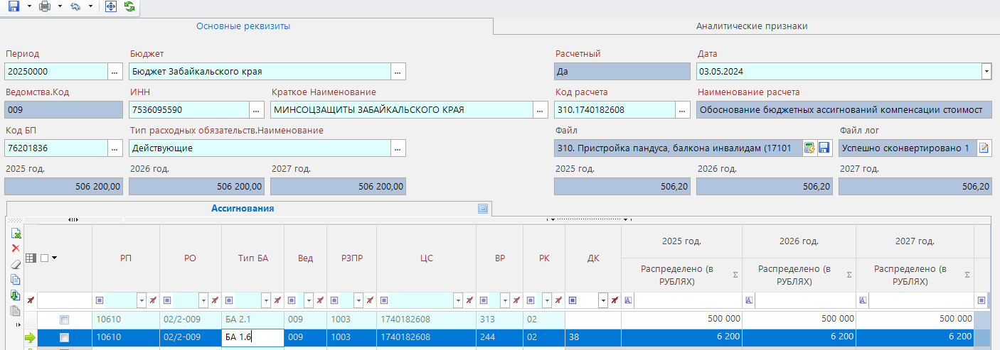 Основные реквизиты Аналитические признаки
Период Бюджет Расчетный Дата
20250000 ... Бюджет Забайкальского края ... Да 03.05.2024
Ведомства.Код ИНН Краткое Наименование Код расчета Наименование расчета
009 7536095590 ... МИНСОЦЗАЩИТЫ ЗАБАЙКАЛЬСКОГО КРАЯ ... 310.1740182608 ... Обоснование бюджетных ассигнований компенсации стоимост
Код БП Тип расходных обязательств.Наименование Файл Файл лог
76201836 ... Действующие ... 310. Пристройка пандуса, балкона инвалидам (17101 Успешно сконвертировано 1
2025 год. 2026 год. 2027 год. 2025 год. 2026 год. 2027 год.
506 200,00 506 200,00 506 200,00 506,20 506,20 506,20
Ассигнования
РП РО Тип БА Вед РЗПР ЦС ВР РК ДК 2025 год. 2026 год. 2027 год.
Распределено (в Распределено (в Распределено (в
РУБЛЯХ) Σ РУБЛЯХ) Σ РУБЛЯХ) Σ
10610 02/2-009 БА 2.1 009 1003 1740182608 313 02 500 000 500 000 500 000
10610 02/2-009 БА 1.6 009 1003 1740182608 244 02 38 6 200 6 200 6 200